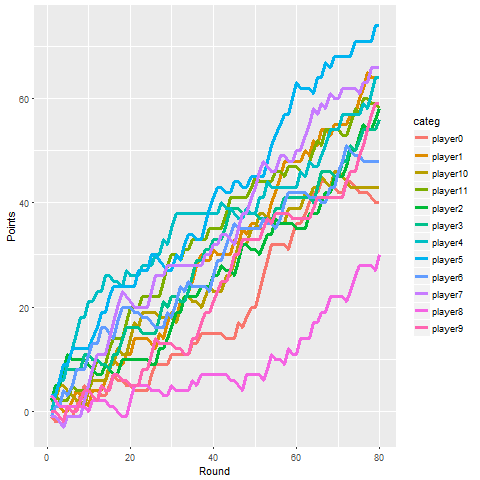 60
40
20
0
Points
0 20 40 60 80
Round
categ
player0
player1
player10
player11
player2
player3
player4
player5
player6
player7
player8
player9